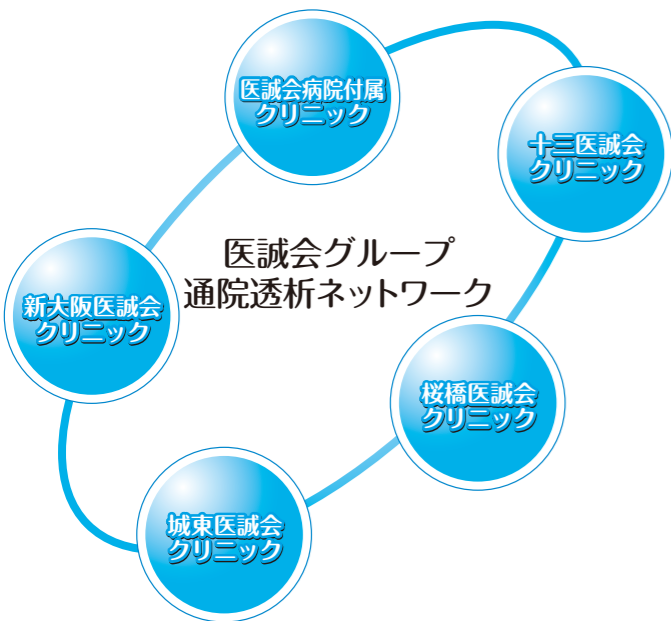 医誠会病院付属
クリニック
十三医誠会
クリニック
医誠会グループ
通院透析ネットワーク
新大阪医誠会
クリニック
桜橋医誠会
クリニック
城東医誠会
クリニック